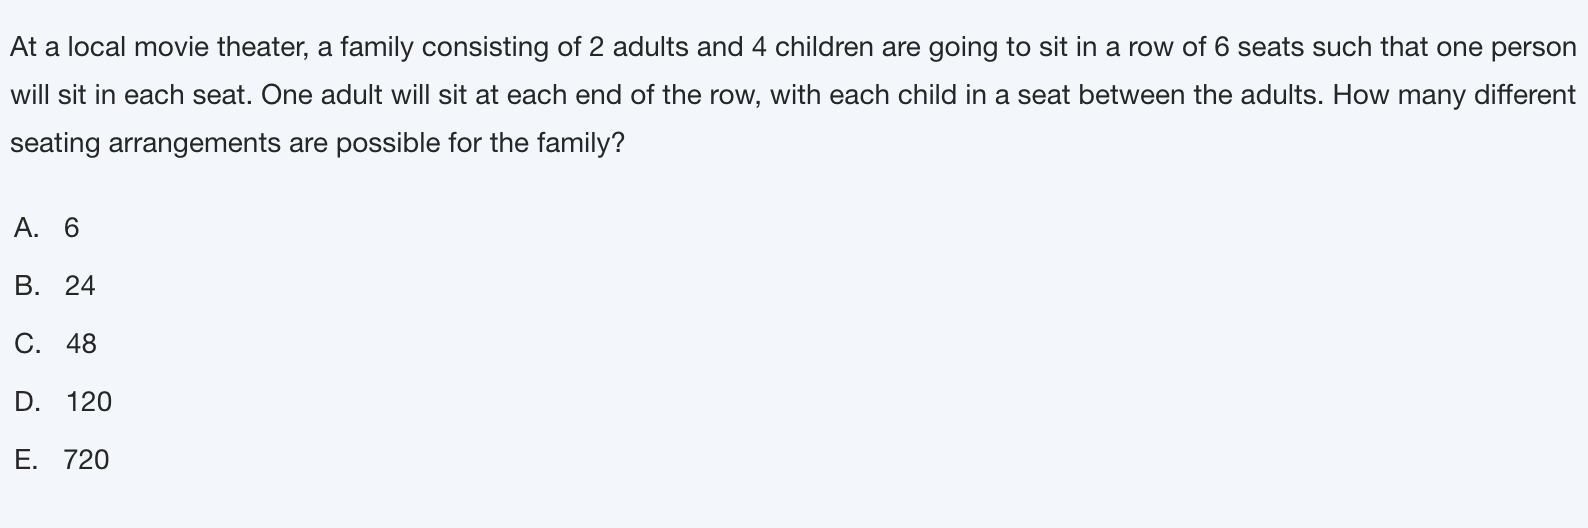 At a local movie theater, a family consisting of 2 adults and 4 children are going to sit in a row of 6 seats such that one person
will sit in each seat. One adult will sit at each end of the row, with each child in a seat between the adults. How many different
seating arrangements are possible for the family?
A. 6
B. 24
C. 48
D. 120
E. 720